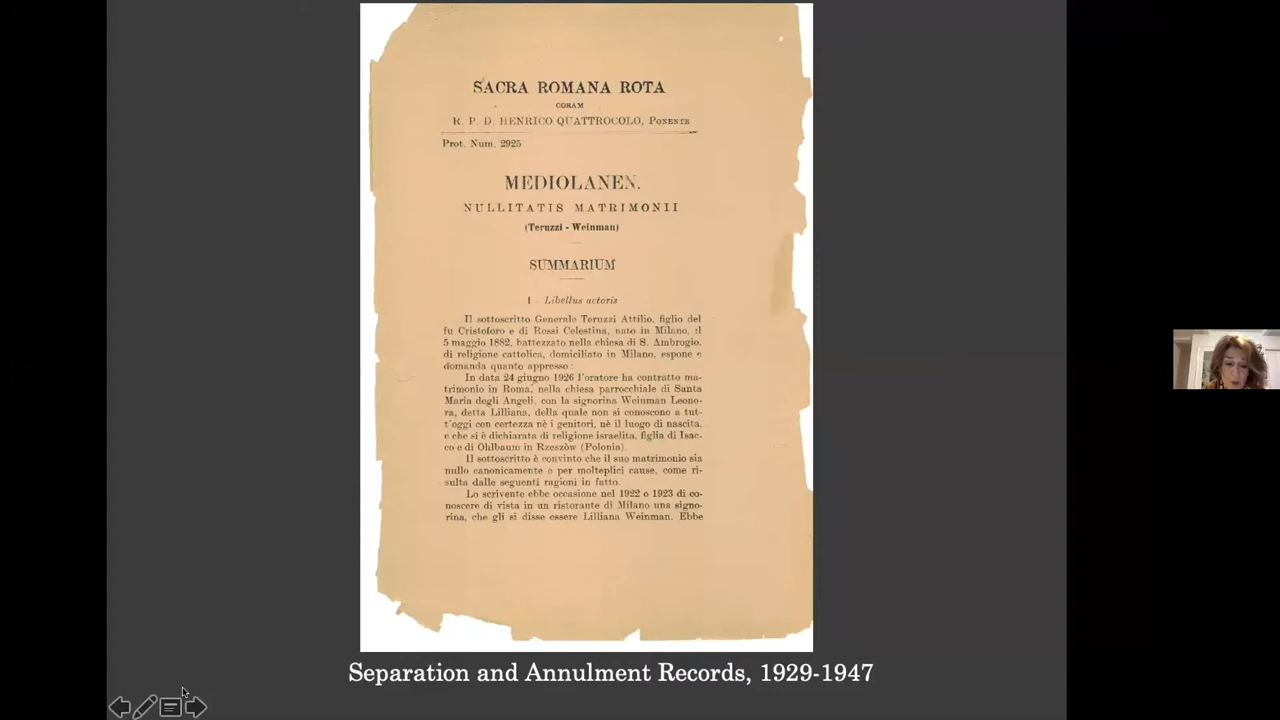 SACRA ROMANA ROTA
CORAM
R. P. D. HENRICO QUATTROCOLO, PONENTE
Prot. Num. 2925
MEDIOLANEN.
NULLITATIS MATRIMONII
(Teruzzi - Weinman)
SUMMARIUM
I - Libellus actoris
Il sottoscritto Generale Teruzzi Attilio, figlio del
fu Cristoforo e di Rossi Celestina, nato in Milano, il
5 maggio 1882, battezzato nella chiesa di S. Ambrogio,
di religione cattolica, domiciliato in Milano, espone e
domanda quanto appresso:
In data 24 giugno 1926 l'oratore ha contratto ma-
trimonio in Roma, nella chiesa parrocchiale di Santa
Maria degli Angeli, con la signorina Weinman Leono-
ra, detta Lilliana, della quale non si conoscono a tut-
t'oggi con certezza nè i genitori, nè il luogo di nascita,
e che si è dichiarata di religione israelita, figlia di Isac-
co e di Ohlbaum in Rzeszòw (Polonia).
Il sottoscritto è convinto che il suo matrimonio sia
nullo canonicamente o per molteplici cause, come ri-
sulta dalle seguenti ragioni in fatto.
Lo scrivente ebbe occasione nel 1922 o 1923 di co-
noscere di vista in un ristorante di Milano una signo-
rina, che gli si disse essere Lilliana Weinman. Ebbe
Separation and Annulment Records, 1929-1947